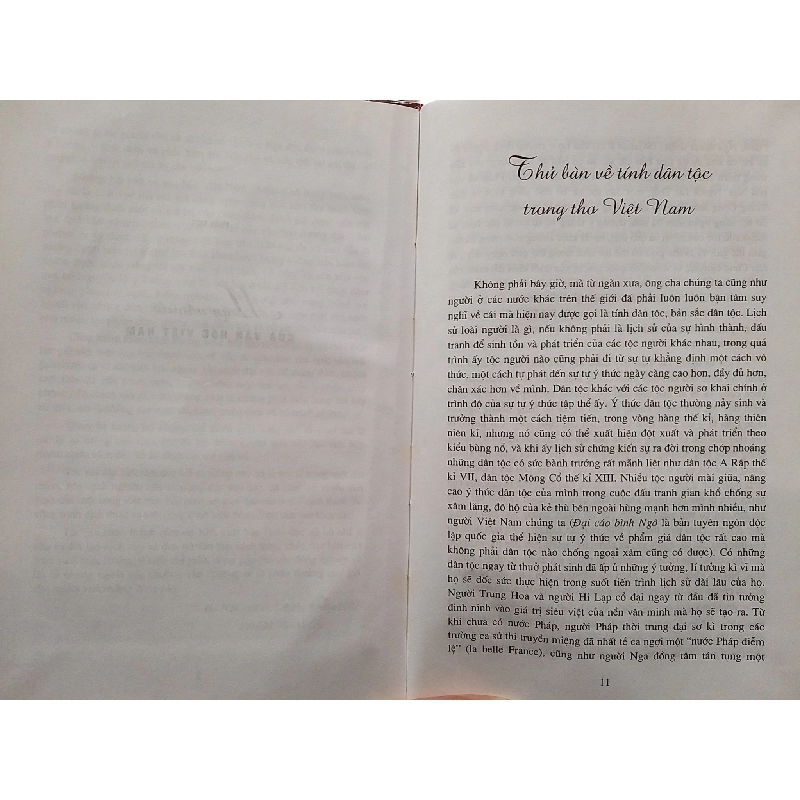 Thử bàn về tính dân tộc
trong thơ Việt Nam
Không phải bây giờ, mà từ ngàn xưa, ông cha chúng ta cũng như
người ở các nước khác trên thế giới đã phải luôn luôn bận tâm suy
nghĩ về cái mà hiện nay được gọi là tính dân tộc, bản sắc dân tộc. Lịch
sử loài người là gì, nếu không phải là lịch sử của sự hình thành, đấu
tranh để sinh tồn và phát triển của các tộc người khác nhau, trong quá
trình ấy tộc người nào cũng phải đi từ sự tự khẳng định một cách vô
thức, một cách tự phát đến sự tự ý thức ngày càng cao hơn, đầy đủ hơn,
chân xác hơn về mình. Dân tộc khác với các tộc người sơ khai chính ở
trình độ của sự tự ý thức tập thể ấy. Ý thức dân tộc thường nảy sinh và
trưởng thành một cách tiệm tiến, trong vòng hàng thế kỉ, hàng thiên
niên kỉ, nhưng nó cũng có thể xuất hiện đột xuất và phát triển theo
kiểu bùng nổ, và khi ấy lịch sử chứng kiến sự ra đời trong chớp nhoáng
những dân tộc có sức bành trướng rất mãnh liệt như dân tộc A Rập thế
kỉ VII, dân tộc Mông Cổ thế kỉ XIII. Nhiều tộc người mài giũa, nâng
cao ý thức dân tộc của mình trong cuộc đấu tranh gian khổ chống sự
xâm lăng, đô hộ của kẻ thù bên ngoài hùng mạnh hơn mình nhiều, như
người Việt Nam chúng ta (Đại cáo bình Ngô là bản tuyên ngôn độc
lập quốc gia thể hiện sự tự ý thức về phẩm giá dân tộc rất cao mà
không phải dân tộc nào chống ngoại xâm cũng có được). Có những
dân tộc ngay từ thuở phát sinh đã ấp ủ những ý tưởng, lí tưởng kì vĩ mà
họ sẽ dốc sức thực hiện trong suốt tiến trình lịch sử dài lâu của họ.
Người Trung Hoa và người Hi Lạp cổ đại ngay từ đầu đã tin tưởng
đinh ninh vào giá trị siêu việt của nền văn minh mà họ sẽ tạo ra. Từ
khi chưa có nước Pháp, người Pháp thời trung đại sơ kì trong các
trường ca sử thi truyền miệng đã nhất tề ca ngợi một “nước Pháp diễm
lệ” (la belle France), cũng như người Nga đồng tâm tán tụng một
11